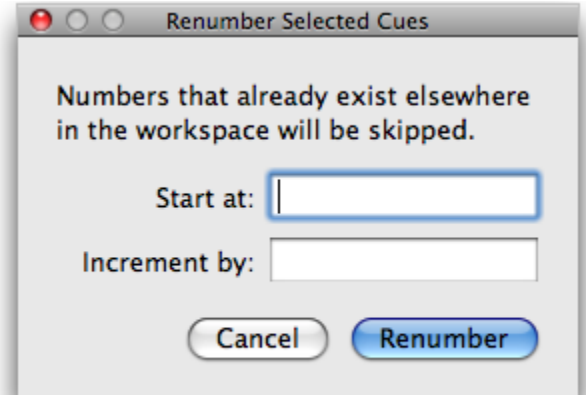 Renumber Selected Cues
Numbers that already exist elsewhere
in the workspace will be skipped.
Start at:
Increment by:
Cancel Renumber